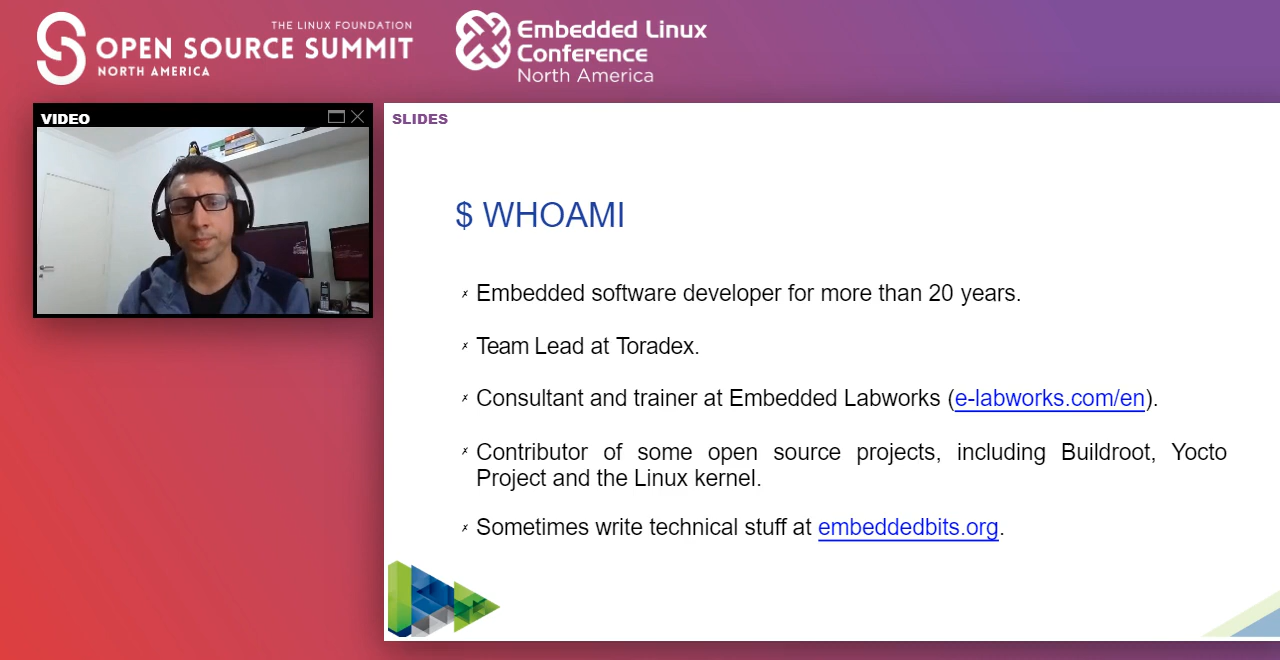 THE LINUX FOUNDATION
OPEN SOURCE SUMMIT
NORTH AMERICA
Embedded Linux
Conference
North America
VIDEO
SLIDES
$ WHOAMI
✗ Embedded software developer for more than 20 years.
✗ Team Lead at Toradex.
✗ Consultant and trainer at Embedded Labworks (e-labworks.com/en).
✗ Contributor of some open source projects, including Buildroot, Yocto
Project and the Linux kernel.
✗ Sometimes write technical stuff at embeddedbits.org.